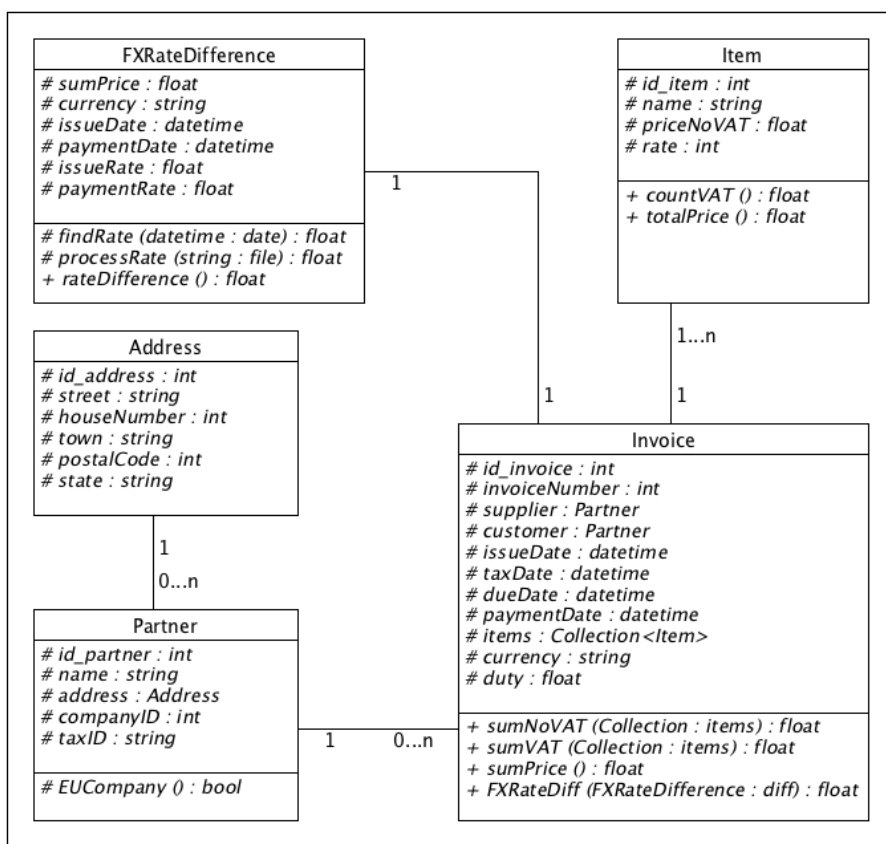 FXRateDifference
# sumPrice : float
# currency : string
# issueDate : datetime
# paymentDate : datetime
# issueRate : float
# paymentRate : float
# findRate (datetime : date) : float
# processRate (string : file) : float
+ rateDifference () : float
1
1
Item
# id_item : int
# name : string
# priceNoVAT : float
# rate : int
+ countVAT () : float
+ totalPrice () : float
1...n
1
Address
# id_address : int
# street : string
# houseNumber : int
# town : string
# postalCode : int
# state : string
1
0...n
Partner
# id_partner : int
# name : string
# address : Address
# companyID : int
# taxID : string
# EUCompany () : bool
1
0...n
Invoice
# id_invoice : int
# invoiceNumber : int
# supplier : Partner
# customer : Partner
# issueDate : datetime
# taxDate : datetime
# dueDate : datetime
# paymentDate : datetime
# items : Collection<Item>
# currency : string
# duty : float
+ sumNoVAT (Collection : items) : float
+ sumVAT (Collection : items) : float
+ sumPrice () : float
+ FXRateDiff (FXRateDifference : diff) : float